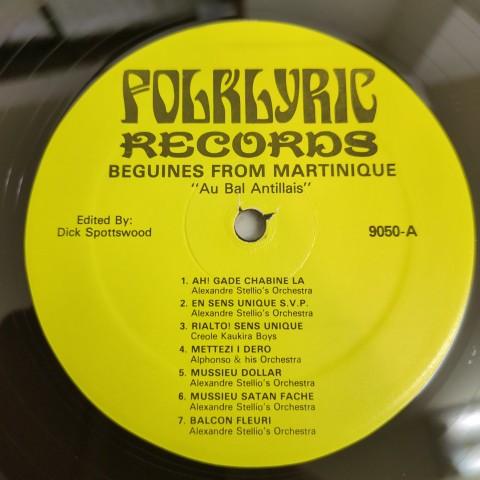 FOLKLYRIC
RECORDS
BEGUINES FROM MARTINIQUE
"Au Bal Antillais"
Edited By:
Dick Spottswood
9050-A
1. AH! GADE CHABINE LA
Alexandre Stellio's Orchestra
2. EN SENS UNIQUE S.V.P.
Alexandre Stellio's Orchestra
3. RIALTO! SENS UNIQUE
Creole Kaukira Boys
4. METTEZI I DERO
Alphonso & his Orchestra
5. MUSSIEU DOLLAR
Alexandre Stellio's Orchestra
6. MUSSIEU SATAN FACHE
Alexandre Stellio's Orchestra
7. BALCON FLEURI
Alexandre Stellio's Orchestra